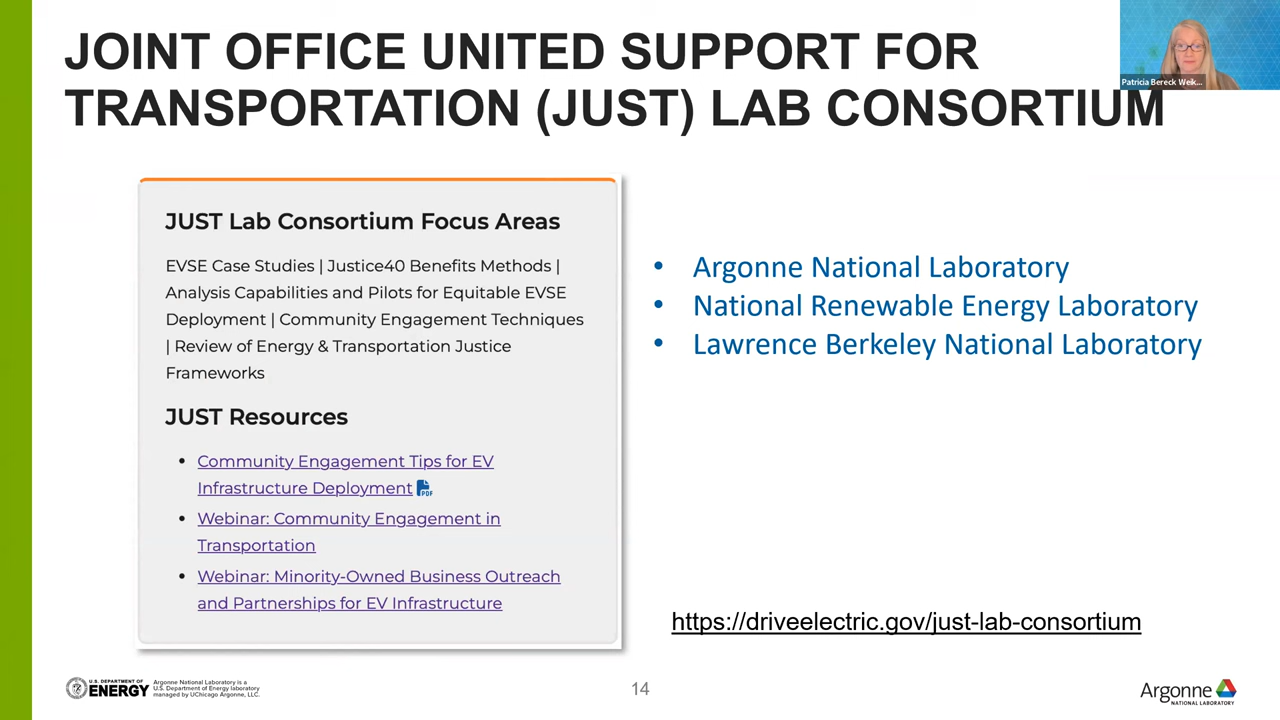 JOINT OFFICE UNITED SUPPORT FOR
TRANSPORTATION (JUST) LAB CONSORTIUM
Patricia Bereck Weik...
JUST Lab Consortium Focus Areas
EVSE Case Studies | Justice40 Benefits Methods |
Analysis Capabilities and Pilots for Equitable EVSE
Deployment | Community Engagement Techniques
| Review of Energy & Transportation Justice
Frameworks
JUST Resources
• Community Engagement Tips for EV
Infrastructure Deployment PDF
• Webinar: Community Engagement in
Transportation
• Webinar: Minority-Owned Business Outreach
and Partnerships for EV Infrastructure
• Argonne National Laboratory
• National Renewable Energy Laboratory
• Lawrence Berkeley National Laboratory
https://driveelectric.gov/just-lab-consortium
U.S. DEPARTMENT OF
ENERGY
Argonne National Laboratory is a
U.S. Department of Energy laboratory
managed by UChicago Argonne, LLC.
14
Argonne
NATIONAL LABORATORY